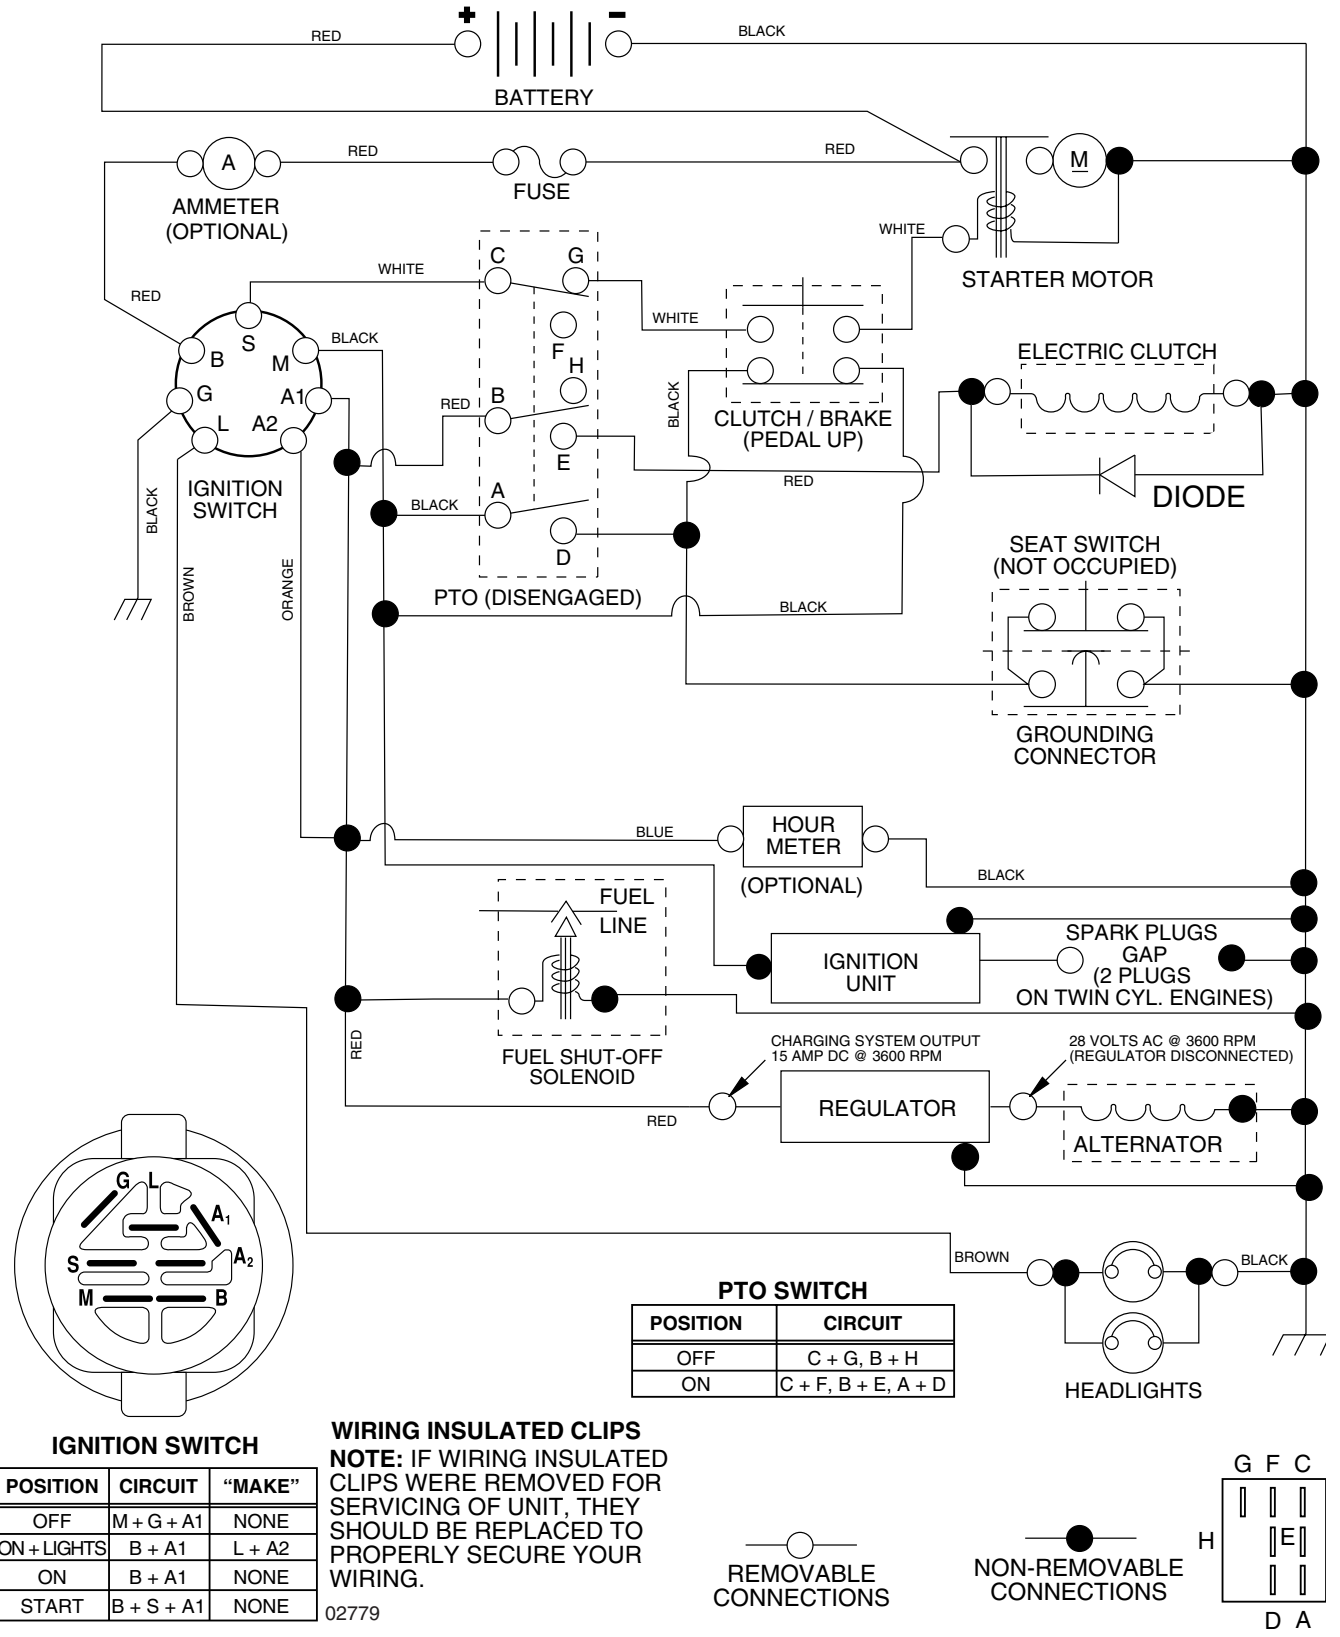 + -
RED
BLACK
BATTERY
A
RED
RED
M
AMMETER
(OPTIONAL)
FUSE
WHITE
STARTER MOTOR
RED
WHITE
C G
F
H
B
E
A
D
S
B
M
G
A1
L
A2
BLACK
IGNITION
SWITCH
RED
BLACK
PTO (DISENGAGED)
WHITE
BLACK
CLUTCH / BRAKE
(PEDAL UP)
ELECTRIC CLUTCH
RED
DIODE
BLACK
BROWN
ORANGE
BLACK
SEAT SWITCH
(NOT OCCUPIED)
GROUNDING
CONNECTOR
BLUE
HOUR
METER
(OPTIONAL)
BLACK
FUEL
LINE
IGNITION
UNIT
SPARK PLUGS
GAP
(2 PLUGS
ON TWIN CYL. ENGINES)
RED
FUEL SHUT-OFF
SOLENOID
CHARGING SYSTEM OUTPUT
15 AMP DC @ 3600 RPM
28 VOLTS AC @ 3600 RPM
(REGULATOR DISCONNECTED)
RED
REGULATOR
ALTERNATOR
G L
A1
S
A2
M B
BROWN
BLACK
HEADLIGHTS
PTO SWITCH
POSITION CIRCUIT
OFF C + G, B + H
ON C + F, B + E, A + D
IGNITION SWITCH
POSITION CIRCUIT “MAKE”
OFF M + G + A1 NONE
ON + LIGHTS B + A1 L + A2
ON B + A1 NONE
START B + S + A1 NONE
WIRING INSULATED CLIPS
NOTE: IF WIRING INSULATED
CLIPS WERE REMOVED FOR
SERVICING OF UNIT, THEY
SHOULD BE REPLACED TO
PROPERLY SECURE YOUR
WIRING.
02779
REMOVABLE
CONNECTIONS
NON-REMOVABLE
CONNECTIONS
G F C
H E
D A